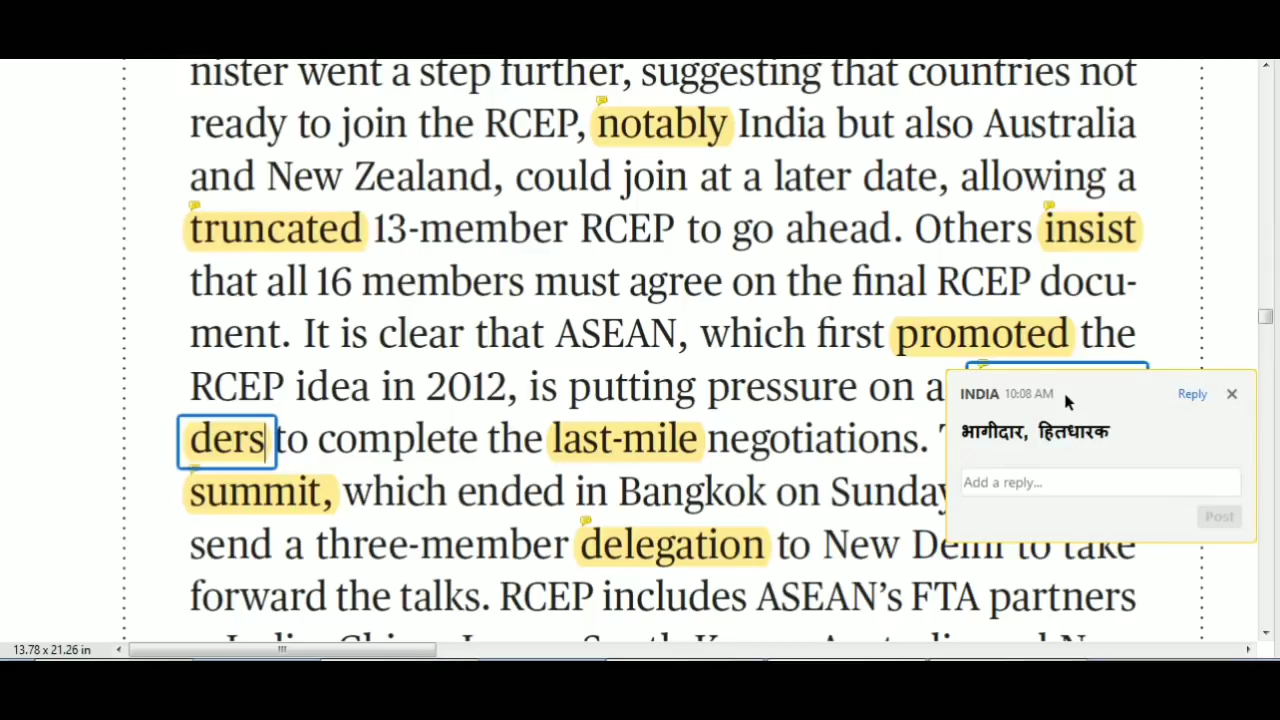 nister went a step further, suggesting that countries not
ready to join the RCEP, notably India but also Australia
and New Zealand, could join at a later date, allowing a
truncated 13-member RCEP to go ahead. Others insist
that all 16 members must agree on the final RCEP docu-
ment. It is clear that ASEAN, which first promoted the
RCEP idea in 2012, is putting pressure on
ders to complete the last-mile negotiations.
summit, which ended in Bangkok on Sunday
send a three-member delegation to New Delhi to take
forward the talks. RCEP includes ASEAN's FTA partners
INDIA 10:08 AM Reply
भागीदार, हितधारक
Add a reply...
Post
13.78 x 21.26 in